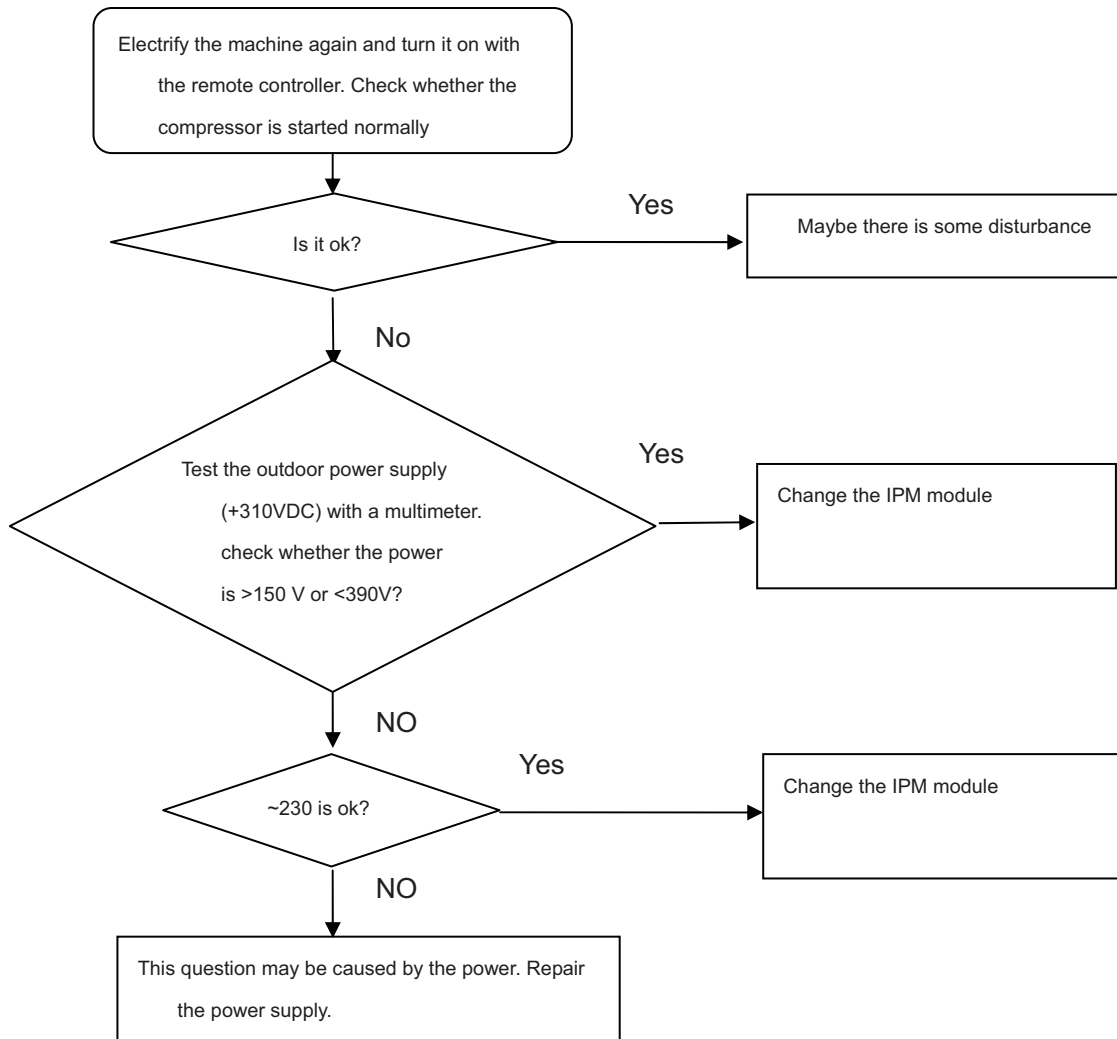 Electrify the machine again and turn it on with
the remote controller. Check whether the
compressor is started normally
Yes
Is it ok?
Maybe there is some disturbance
No
Yes
Test the outdoor power supply
(+310VDC) with a multimeter.
check whether the power
is >150 V or <390V?
Change the IPM module
NO
Yes
~230 is ok?
Change the IPM module
NO
This question may be caused by the power. Repair
the power supply.